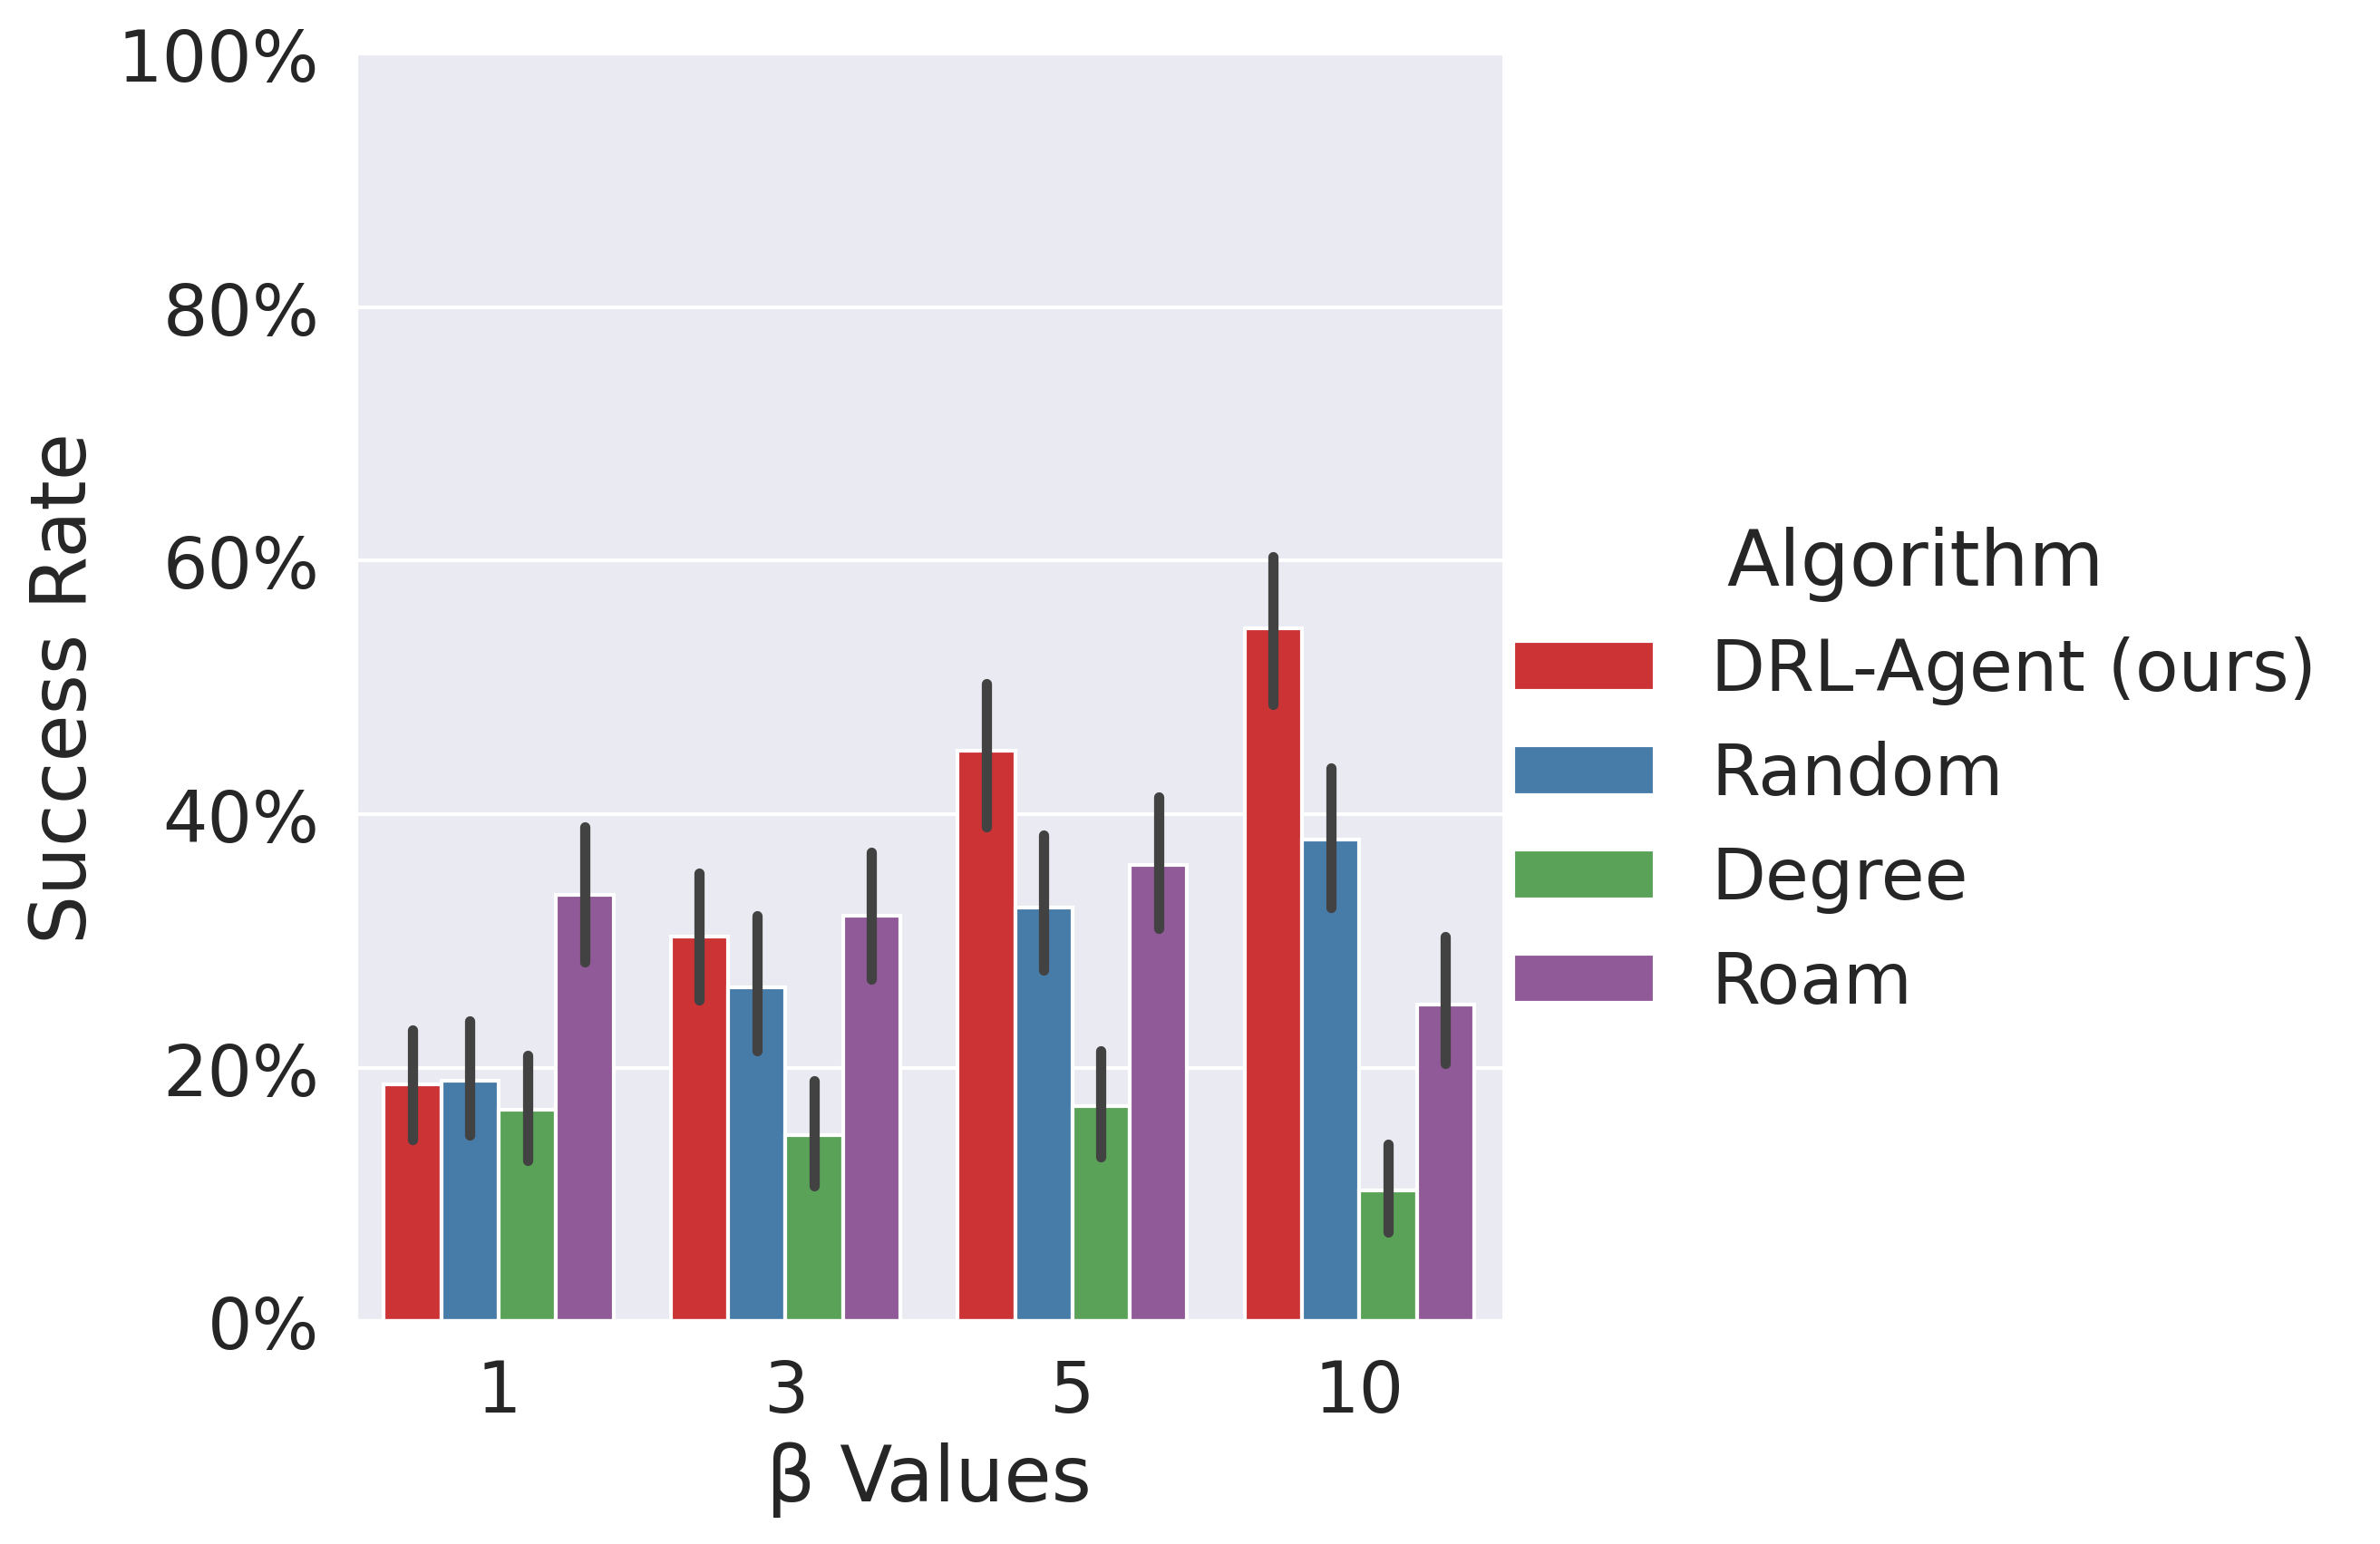 100%
80%
60%
40%
20%
0%
Success Rate
1
3
5
10
β Values
Algorithm
DRL-Agent (ours)
Random
Degree
Roam